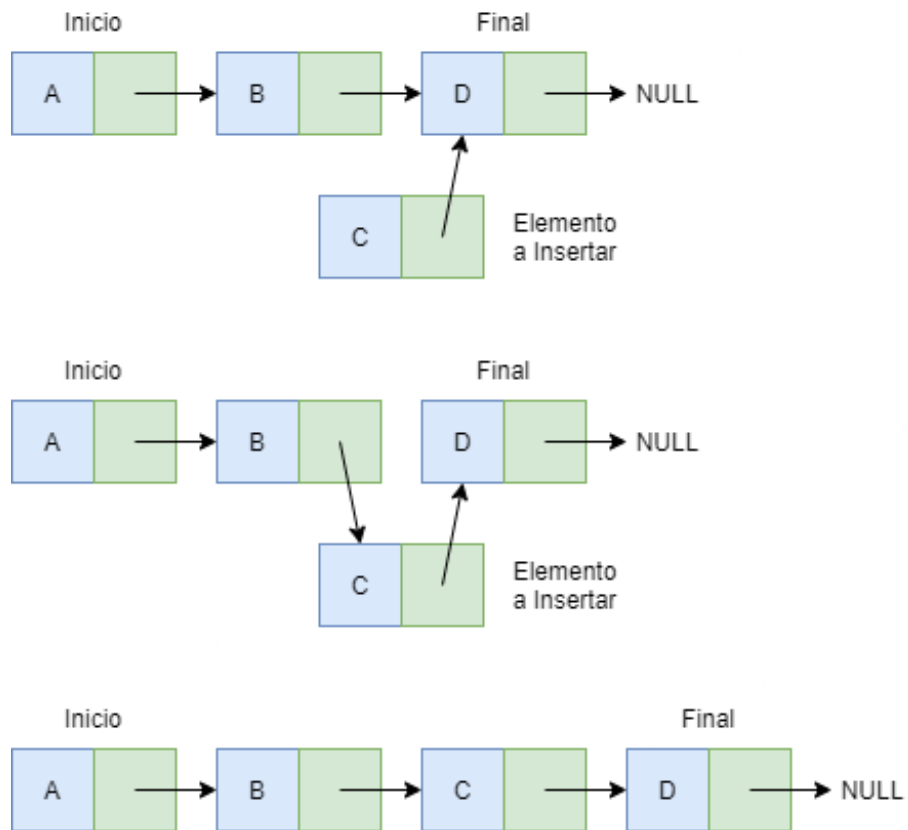 Inicio Final
A B D NULL
C Elemento
a Insertar
Inicio Final
A B D NULL
C Elemento
a Insertar
Inicio Final
A B C D NULL